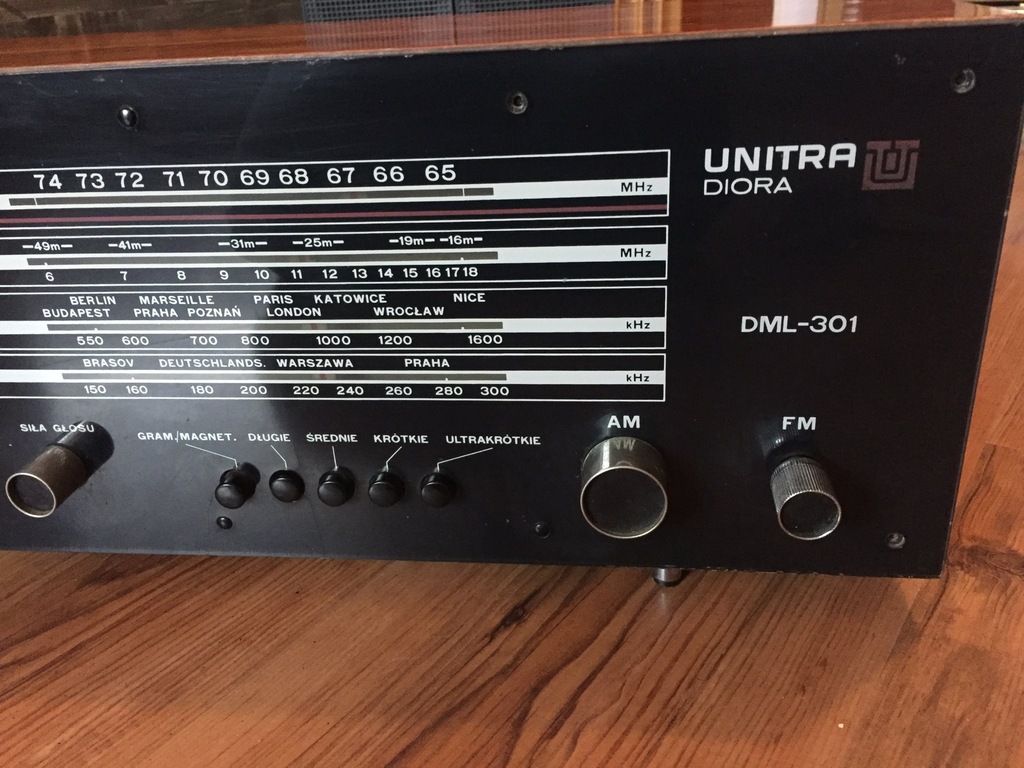 74 73 72 71 70 69 68 67 66 65
MHz
UNITRA
DIORA
—49m— —41m— —31m— —25m— —19m— —16m—
MHz
6 7 8 9 10 11 12 13 14 15 16 17 18
BERLIN MARSEILLE PARIS KATOWICE NICE
BUDAPEST PRAHA POZNAŃ LONDON WROCŁAW
kHz
550 600 700 800 1000 1200 1600
DML-301
BRASOV DEUTSCHLANDS. WARSZAWA PRAHA
kHz
150 160 180 200 220 240 260 280 300
SIŁA GŁOSU
GRAM./MAGNET. DŁUGIE ŚREDNIE KRÓTKIE ULTRAKRÓTKIE
AM
FM